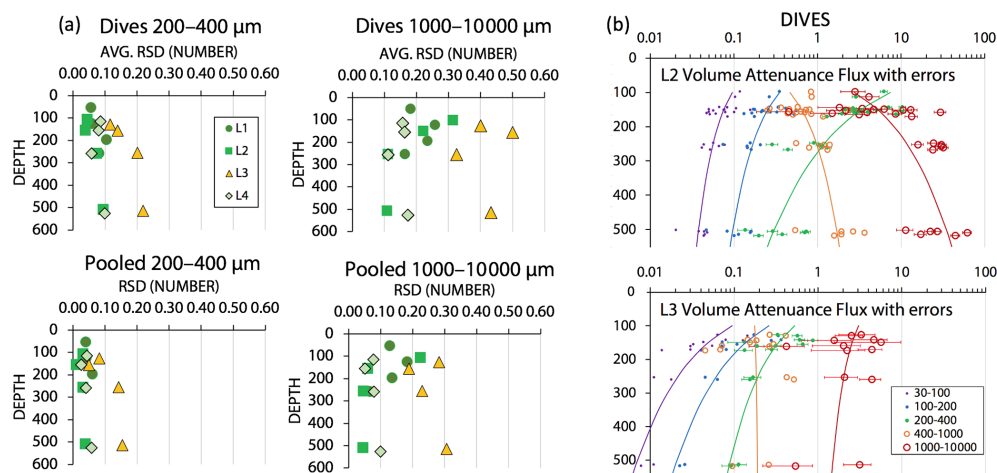 (a)
Dives 200–400 µm
AVG. RSD (NUMBER)
0.00 0.10 0.20 0.30 0.40 0.50 0.60
DEPTH
0
100
200
300
400
500
600
L1
L2
L3
L4
Dives 1000–10000 µm
AVG. RSD (NUMBER)
0.00 0.10 0.20 0.30 0.40 0.50 0.60
DEPTH
0
100
200
300
400
500
600
Pooled 200–400 µm
RSD (NUMBER)
0.00 0.10 0.20 0.30 0.40 0.50 0.60
DEPTH
0
100
200
300
400
500
600
Pooled 1000–10000 µm
RSD (NUMBER)
0.00 0.10 0.20 0.30 0.40 0.50 0.60
DEPTH
0
100
200
300
400
500
600
(b)
DIVES
0.01 0.1 1 10 100
L2 Volume Attenuance Flux with errors
0
100
200
300
400
500
0.01 0.1 1 10 100
L3 Volume Attenuance Flux with errors
0
100
200
300
400
500
30-100
100-200
200-400
400-1000
1000-10000